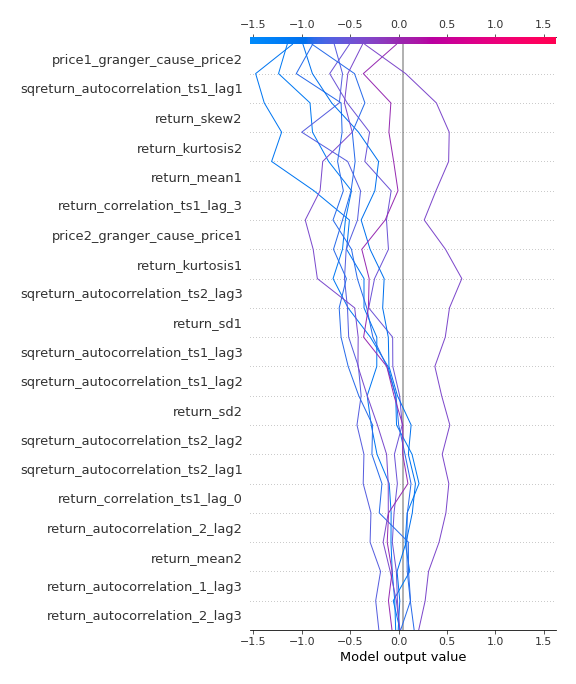 −1.5 −1.0 −0.5 0.0 0.5 1.0 1.5
price1_granger_cause_price2
sqreturn_autocorrelation_ts1_lag1
return_skew2
return_kurtosis2
return_mean1
return_correlation_ts1_lag_3
price2_granger_cause_price1
return_kurtosis1
sqreturn_autocorrelation_ts2_lag3
return_sd1
sqreturn_autocorrelation_ts1_lag3
sqreturn_autocorrelation_ts1_lag2
return_sd2
sqreturn_autocorrelation_ts2_lag2
sqreturn_autocorrelation_ts2_lag1
return_correlation_ts1_lag_0
return_autocorrelation_2_lag2
return_mean2
return_autocorrelation_1_lag3
return_autocorrelation_2_lag3
−1.5 −1.0 −0.5 0.0 0.5 1.0 1.5
Model output value